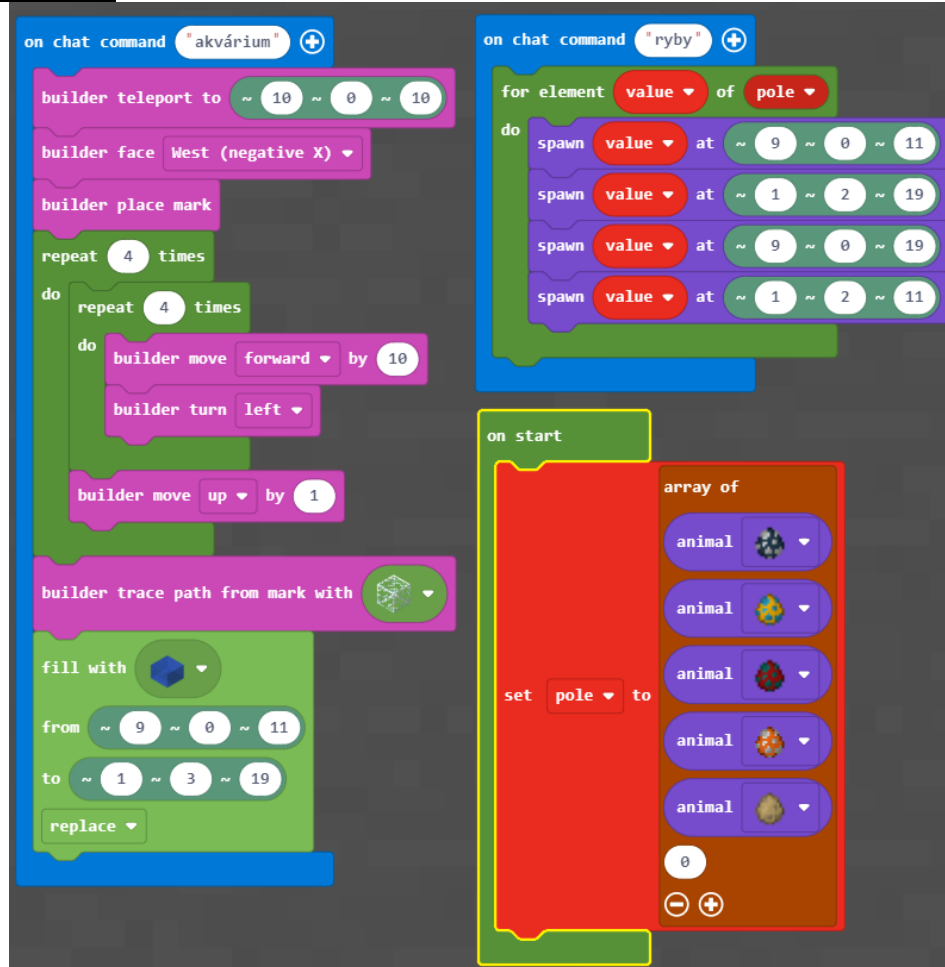 on chat command "akvárium"
builder teleport to ~ 10 ~ 0 ~ 10
builder face West (negative X)
builder place mark
repeat 4 times
do
repeat 4 times
do
builder move forward by 10
builder turn left
builder move up by 1
builder trace path from mark with
fill with
from ~ 9 ~ 0 ~ 11
to ~ 1 ~ 3 ~ 19
replace
on chat command "ryby"
for element value of pole
do
spawn value at ~ 9 ~ 0 ~ 11
spawn value at ~ 1 ~ 2 ~ 19
spawn value at ~ 9 ~ 0 ~ 19
spawn value at ~ 1 ~ 2 ~ 11
on start
set pole to
array of
animal
animal
animal
animal
animal
0